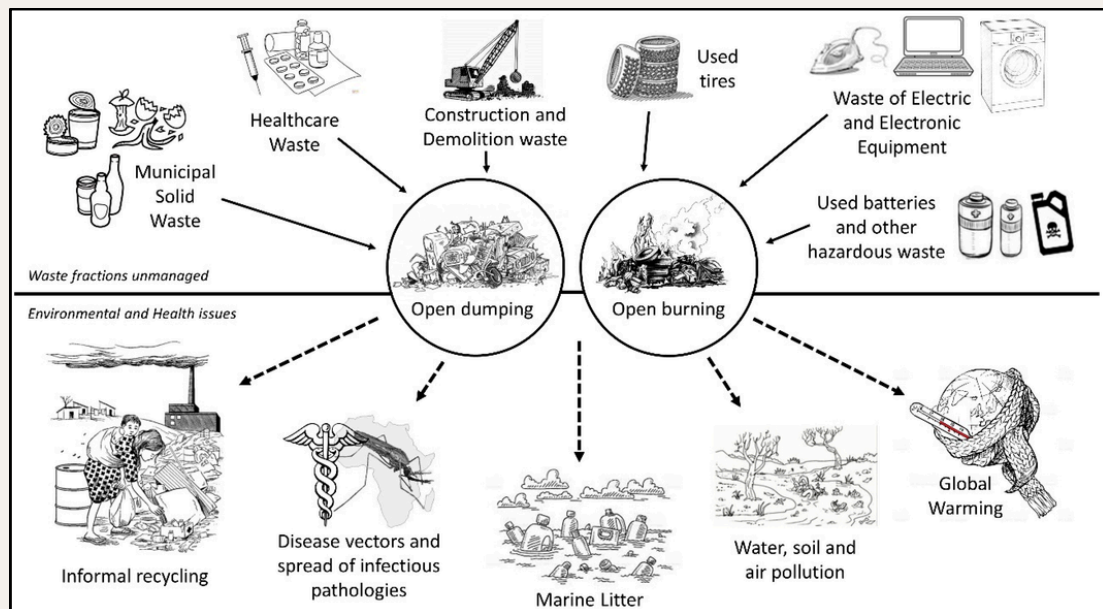 Healthcare
Waste
Construction and
Demolition waste
Used
tires
Waste of Electric
and Electronic
Equipment
Municipal
Solid
Waste
Used batteries
and other
hazardous waste
Waste fractions unmanaged
Open dumping
Open burning
Environmental and Health issues
Informal recycling
Disease vectors and
spread of infectious
pathologies
Marine Litter
Water, soil and
air pollution
Global
Warming